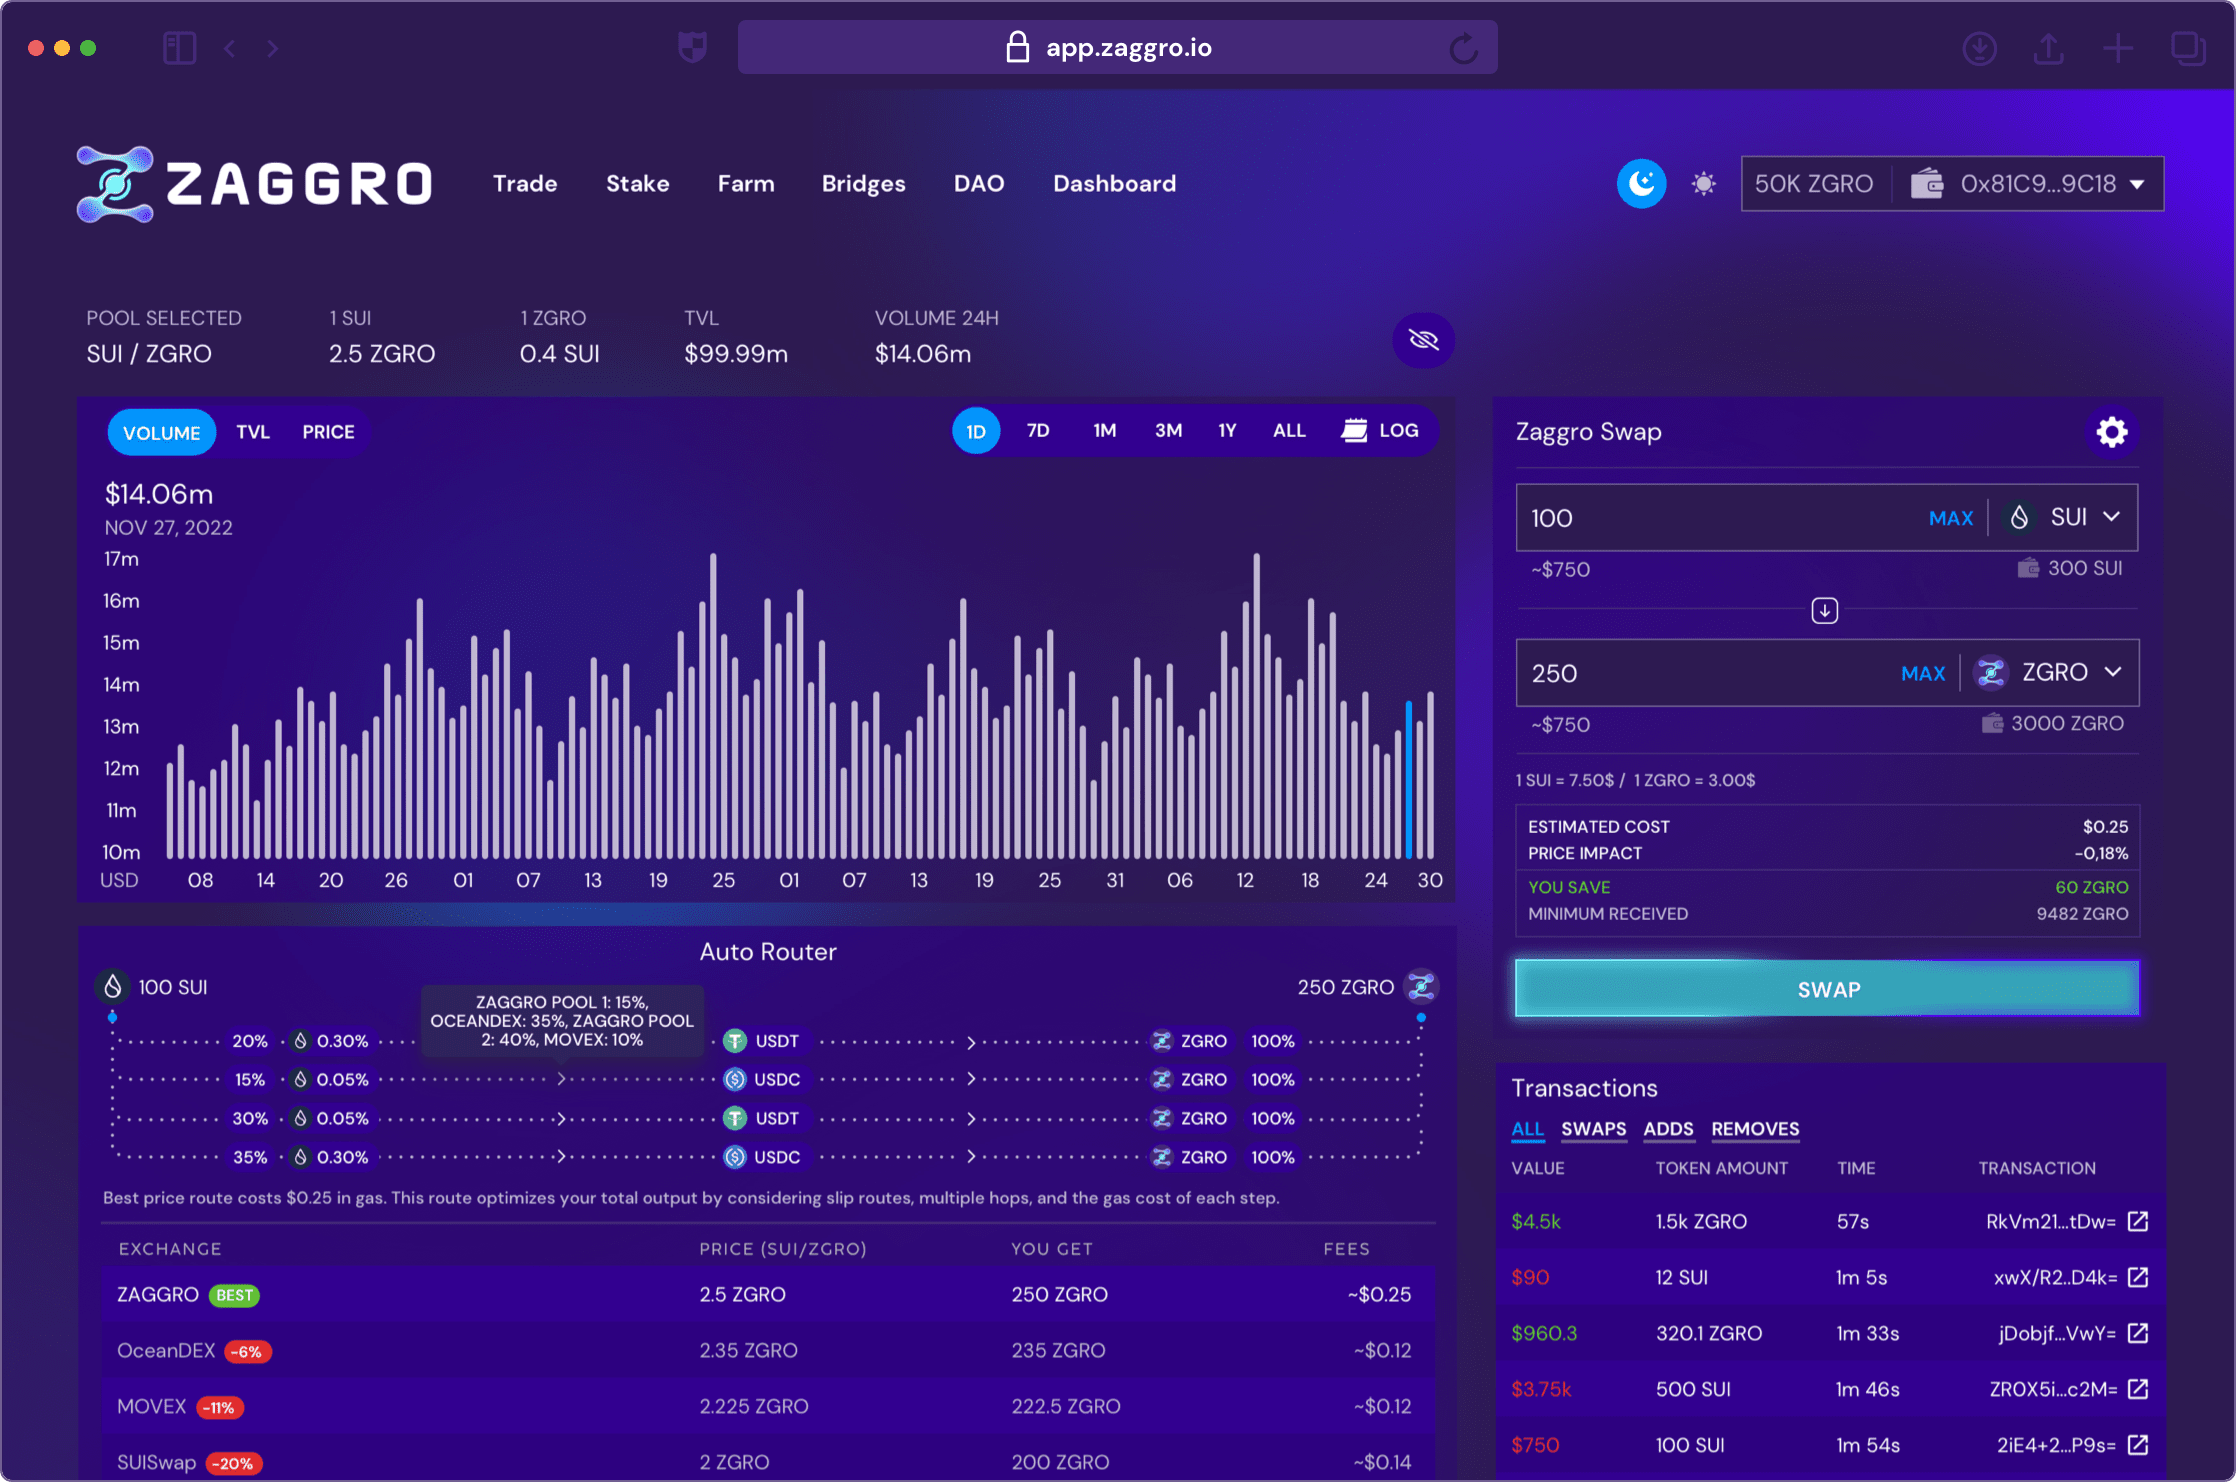 app.zaggro.io
ZAGGRO Trade Stake Farm Bridges DAO Dashboard 50K ZGRO 0x81C9...9C18
POOL SELECTED 1 SUI 1 ZGRO TVL VOLUME 24H
SUI / ZGRO 2.5 ZGRO 0.4 SUI $99.99m $14.06m
VOLUME TVL PRICE 1D 7D 1M 3M 1Y ALL LOG
$14.06m
NOV 27, 2022
17m
16m
15m
14m
13m
12m
11m
10m
USD 08 14 20 26 01 07 13 19 25 01 07 13 19 25 31 06 12 18 24 30
Zaggro Swap
100 MAX SUI
~$750 300 SUI
250 MAX ZGRO
~$750 3000 ZGRO
1 SUI = 7.50$ / 1 ZGRO = 3.00$
ESTIMATED COST $0.25
PRICE IMPACT -0,18%
YOU SAVE 60 ZGRO
MINIMUM RECEIVED 9482 ZGRO
SWAP
Auto Router
100 SUI 250 ZGRO
ZAGGRO POOL 1: 15%,
OCEANDEX: 35%, ZAGGRO POOL
2: 40%, MOVEX: 10%
20% 0.30% USDT ZGRO 100%
15% 0.05% USDC ZGRO 100%
30% 0.05% USDT ZGRO 100%
35% 0.30% USDC ZGRO 100%
Best price route costs $0.25 in gas. This route optimizes your total output by considering slip routes, multiple hops, and the gas cost of each step.
EXCHANGE PRICE (SUI/ZGRO) YOU GET FEES
ZAGGRO BEST 2.5 ZGRO 250 ZGRO ~$0.25
OceanDEX -6% 2.35 ZGRO 235 ZGRO ~$0.12
MOVEX -11% 2.225 ZGRO 222.5 ZGRO ~$0.12
SUISwap -20% 2 ZGRO 200 ZGRO ~$0.14
Transactions
ALL SWAPS ADDS REMOVES
VALUE TOKEN AMOUNT TIME TRANSACTION
$4.5k 1.5k ZGRO 57s RkVm21...tDw=
$90 12 SUI 1m 5s xwX/R2..D4k=
$960.3 320.1 ZGRO 1m 33s jDobjf...VwY=
$3.75k 500 SUI 1m 46s ZR0X5i...c2M=
$750 100 SUI 1m 54s 2iE4+2...P9s=